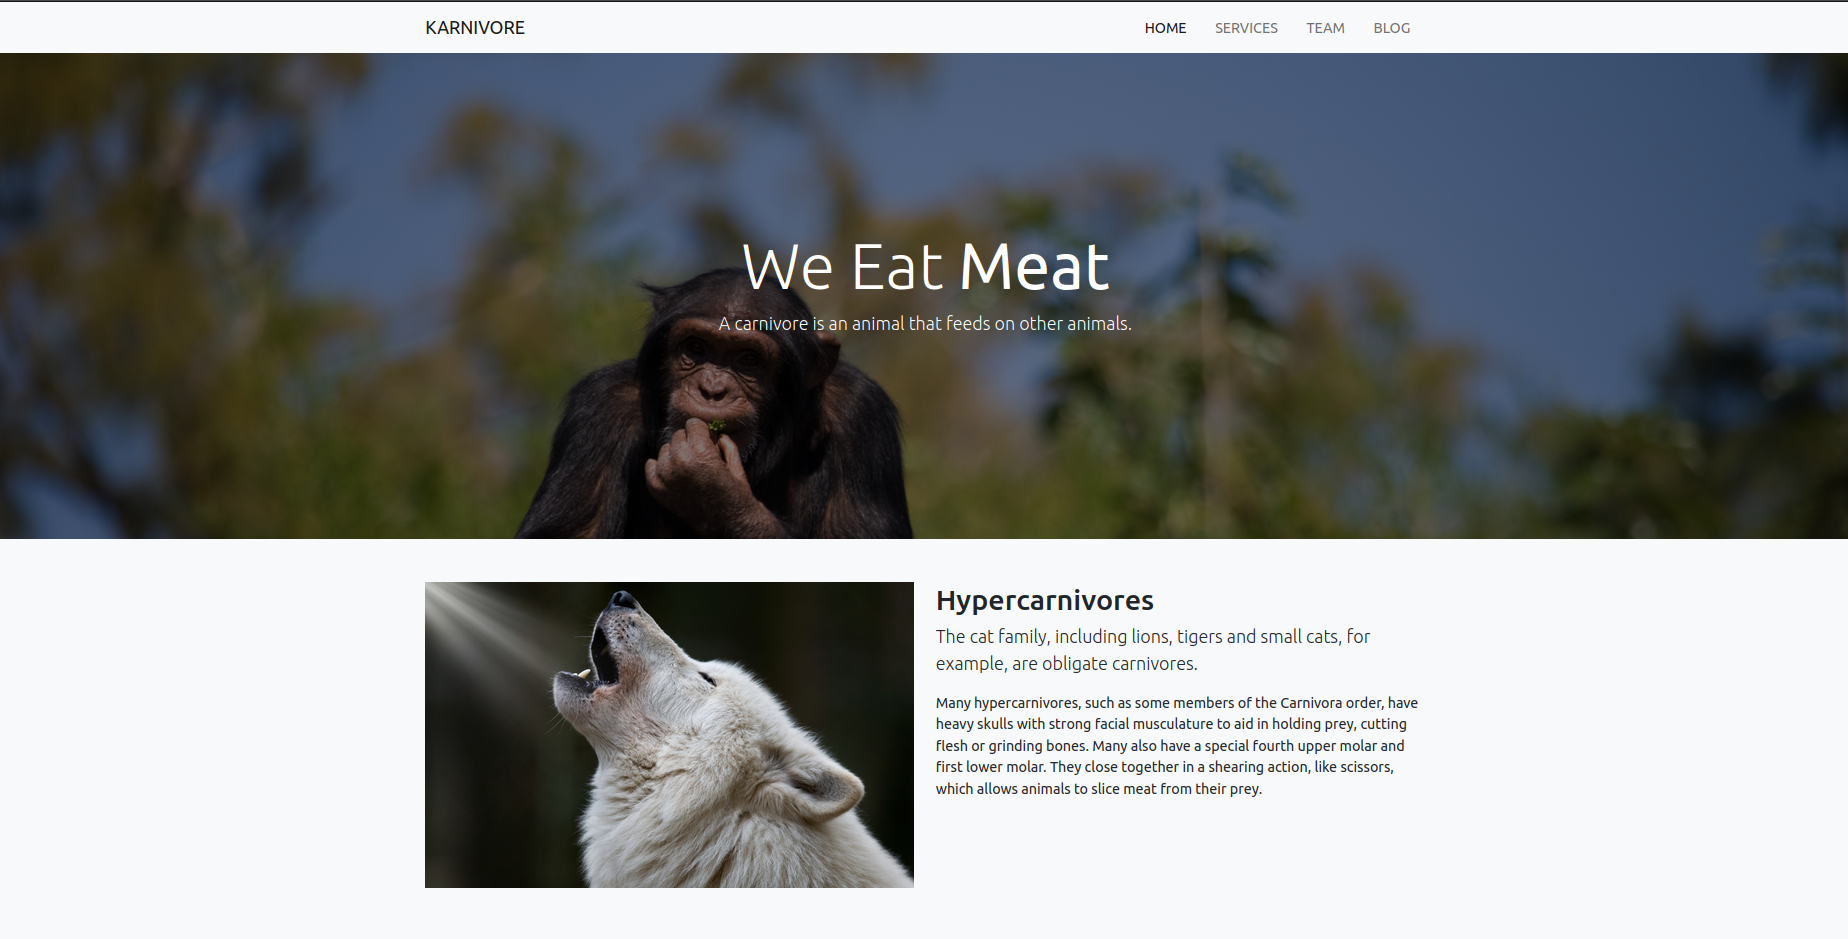 KARNIVORE
HOME SERVICES TEAM BLOG
We Eat Meat
A carnivore is an animal that feeds on other animals.
Hypercarnivores
The cat family, including lions, tigers and small cats, for
example, are obligate carnivores.
Many hypercarnivores, such as some members of the Carnivora order, have
heavy skulls with strong facial musculature to aid in holding prey, cutting
flesh or grinding bones. Many also have a special fourth upper molar and
first lower molar. They close together in a shearing action, like scissors,
which allows animals to slice meat from their prey.